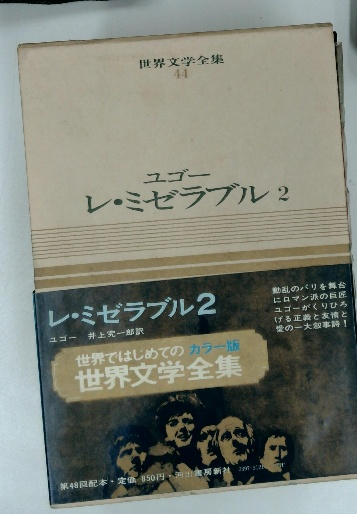 世界文学全集
44
ユゴー
レ・ミゼラブル 2
動乱のパリを舞台
にロマン派の巨匠
ユゴーがくりひろ
げる正義と友情と
愛の一大叙事詩!
レ・ミゼラブル2
ユゴー 井上究一郎訳
世界ではじめての カラー版
世界文学全集
第48回配本・定価 850円・河出書房新社